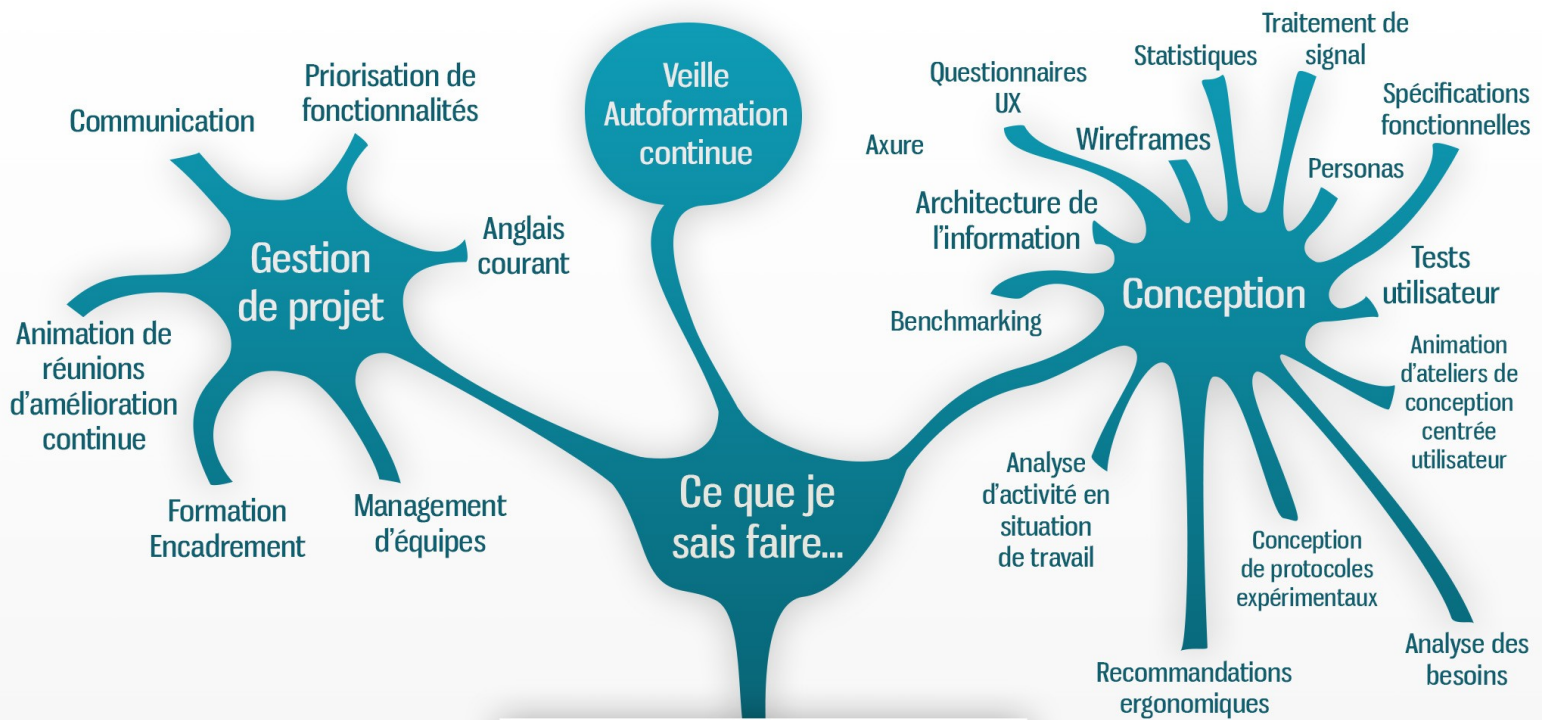 Communication
Priorisation de
fonctionnalités
Gestion
de projet
Anglais
courant
Animation de
réunions
d'amélioration
continue
Formation
Encadrement
Management
d'équipes
Veille
Autoformation
continue
Ce que je
sais faire...
Conception
Axure
Questionnaires
UX
Wireframes
Statistiques
Traitement de
signal
Personas
Spécifications
fonctionnelles
Architecture de
l'information
Benchmarking
Tests
utilisateur
Animation
d'ateliers de
conception
centrée
utilisateur
Analyse
d'activité en
situation
de travail
Recommandations
ergonomiques
Conception
de protocoles
expérimentaux
Analyse des
besoins